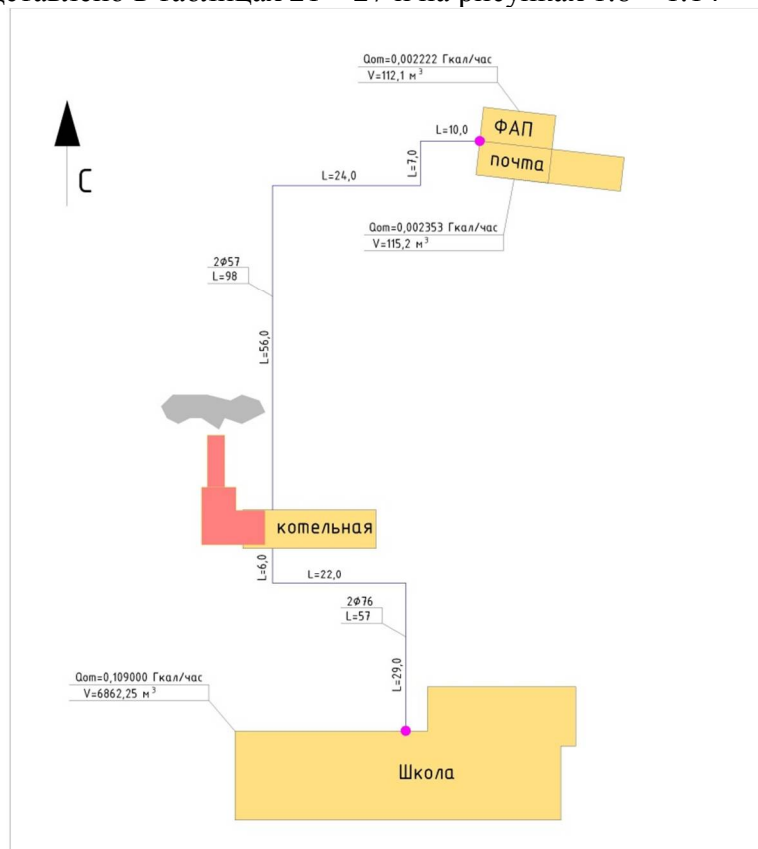 Qот=0,002222 Гкал/час
V=112,1 м³
L=10,0
ФАП
почта
L=7,0
L=24,0
С
Qот=0,002353 Гкал/час
V=115,2 м³
2Ø57
L=98
L=56,0
котельная
L=6,0
L=22,0
2Ø76
L=57
L=29,0
Qот=0,109000 Гкал/час
V=6862,25 м³
Школа